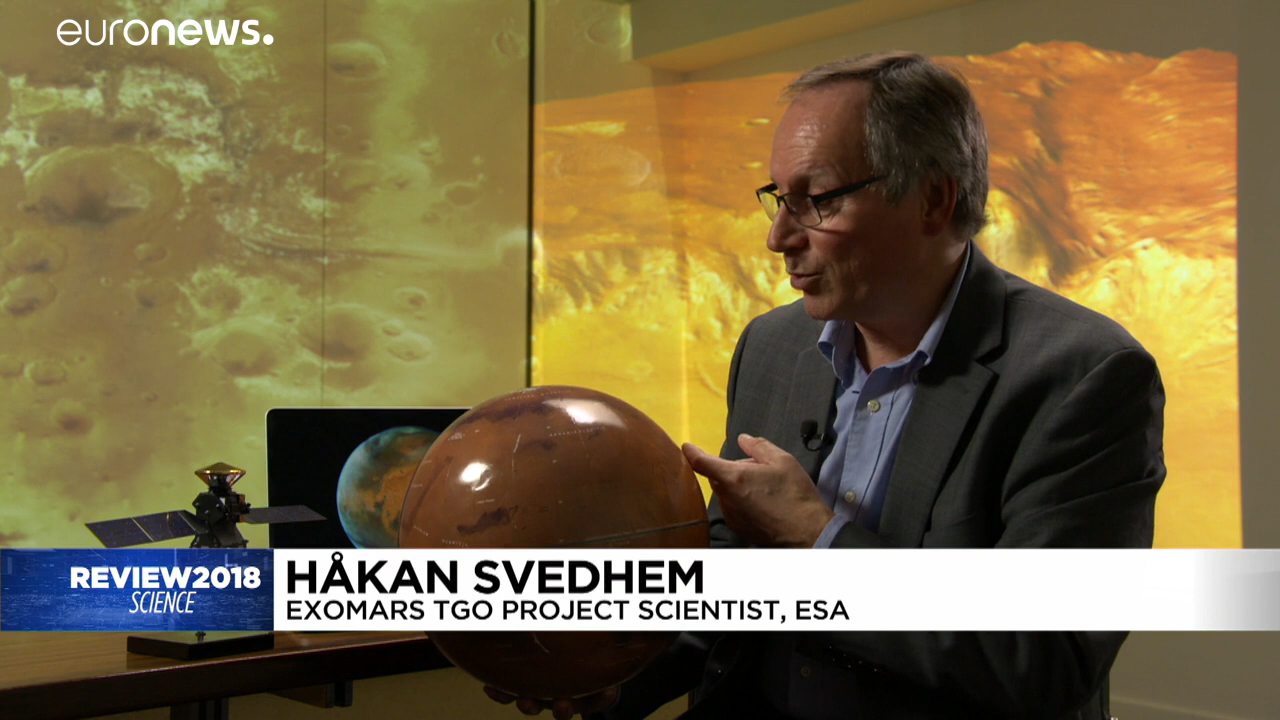 euronews.
REVIEW2018
SCIENCE
HÅKAN SVEDHEM
EXOMARS TGO PROJECT SCIENTIST, ESA